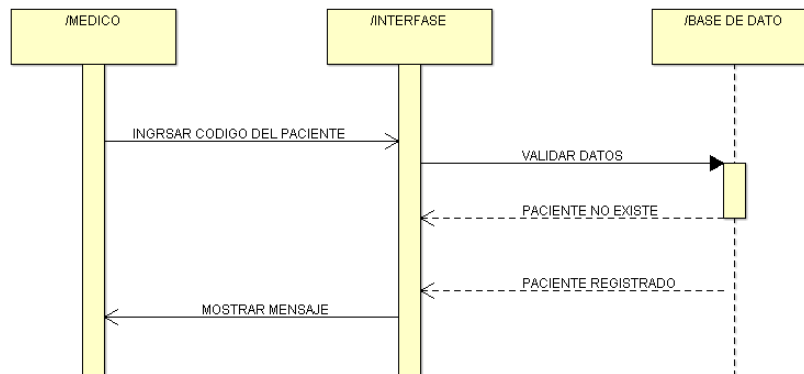 /MEDICO
/INTERFASE
/BASE DE DATO
INGRSAR CODIGO DEL PACIENTE
VALIDAR DATOS
PACIENTE NO EXISTE
PACIENTE REGISTRADO
MOSTRAR MENSAJE